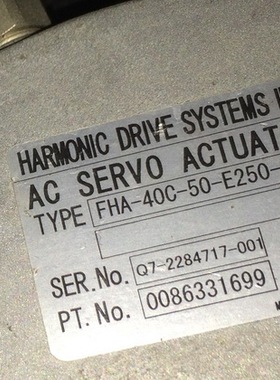 HARMONIC DRIVE SYSTEMS
AC SERVO ACTUAT
TYPE FHA-40C-50-E250-
SER.No. Q7-2284717-001
PT. No. 0086331699